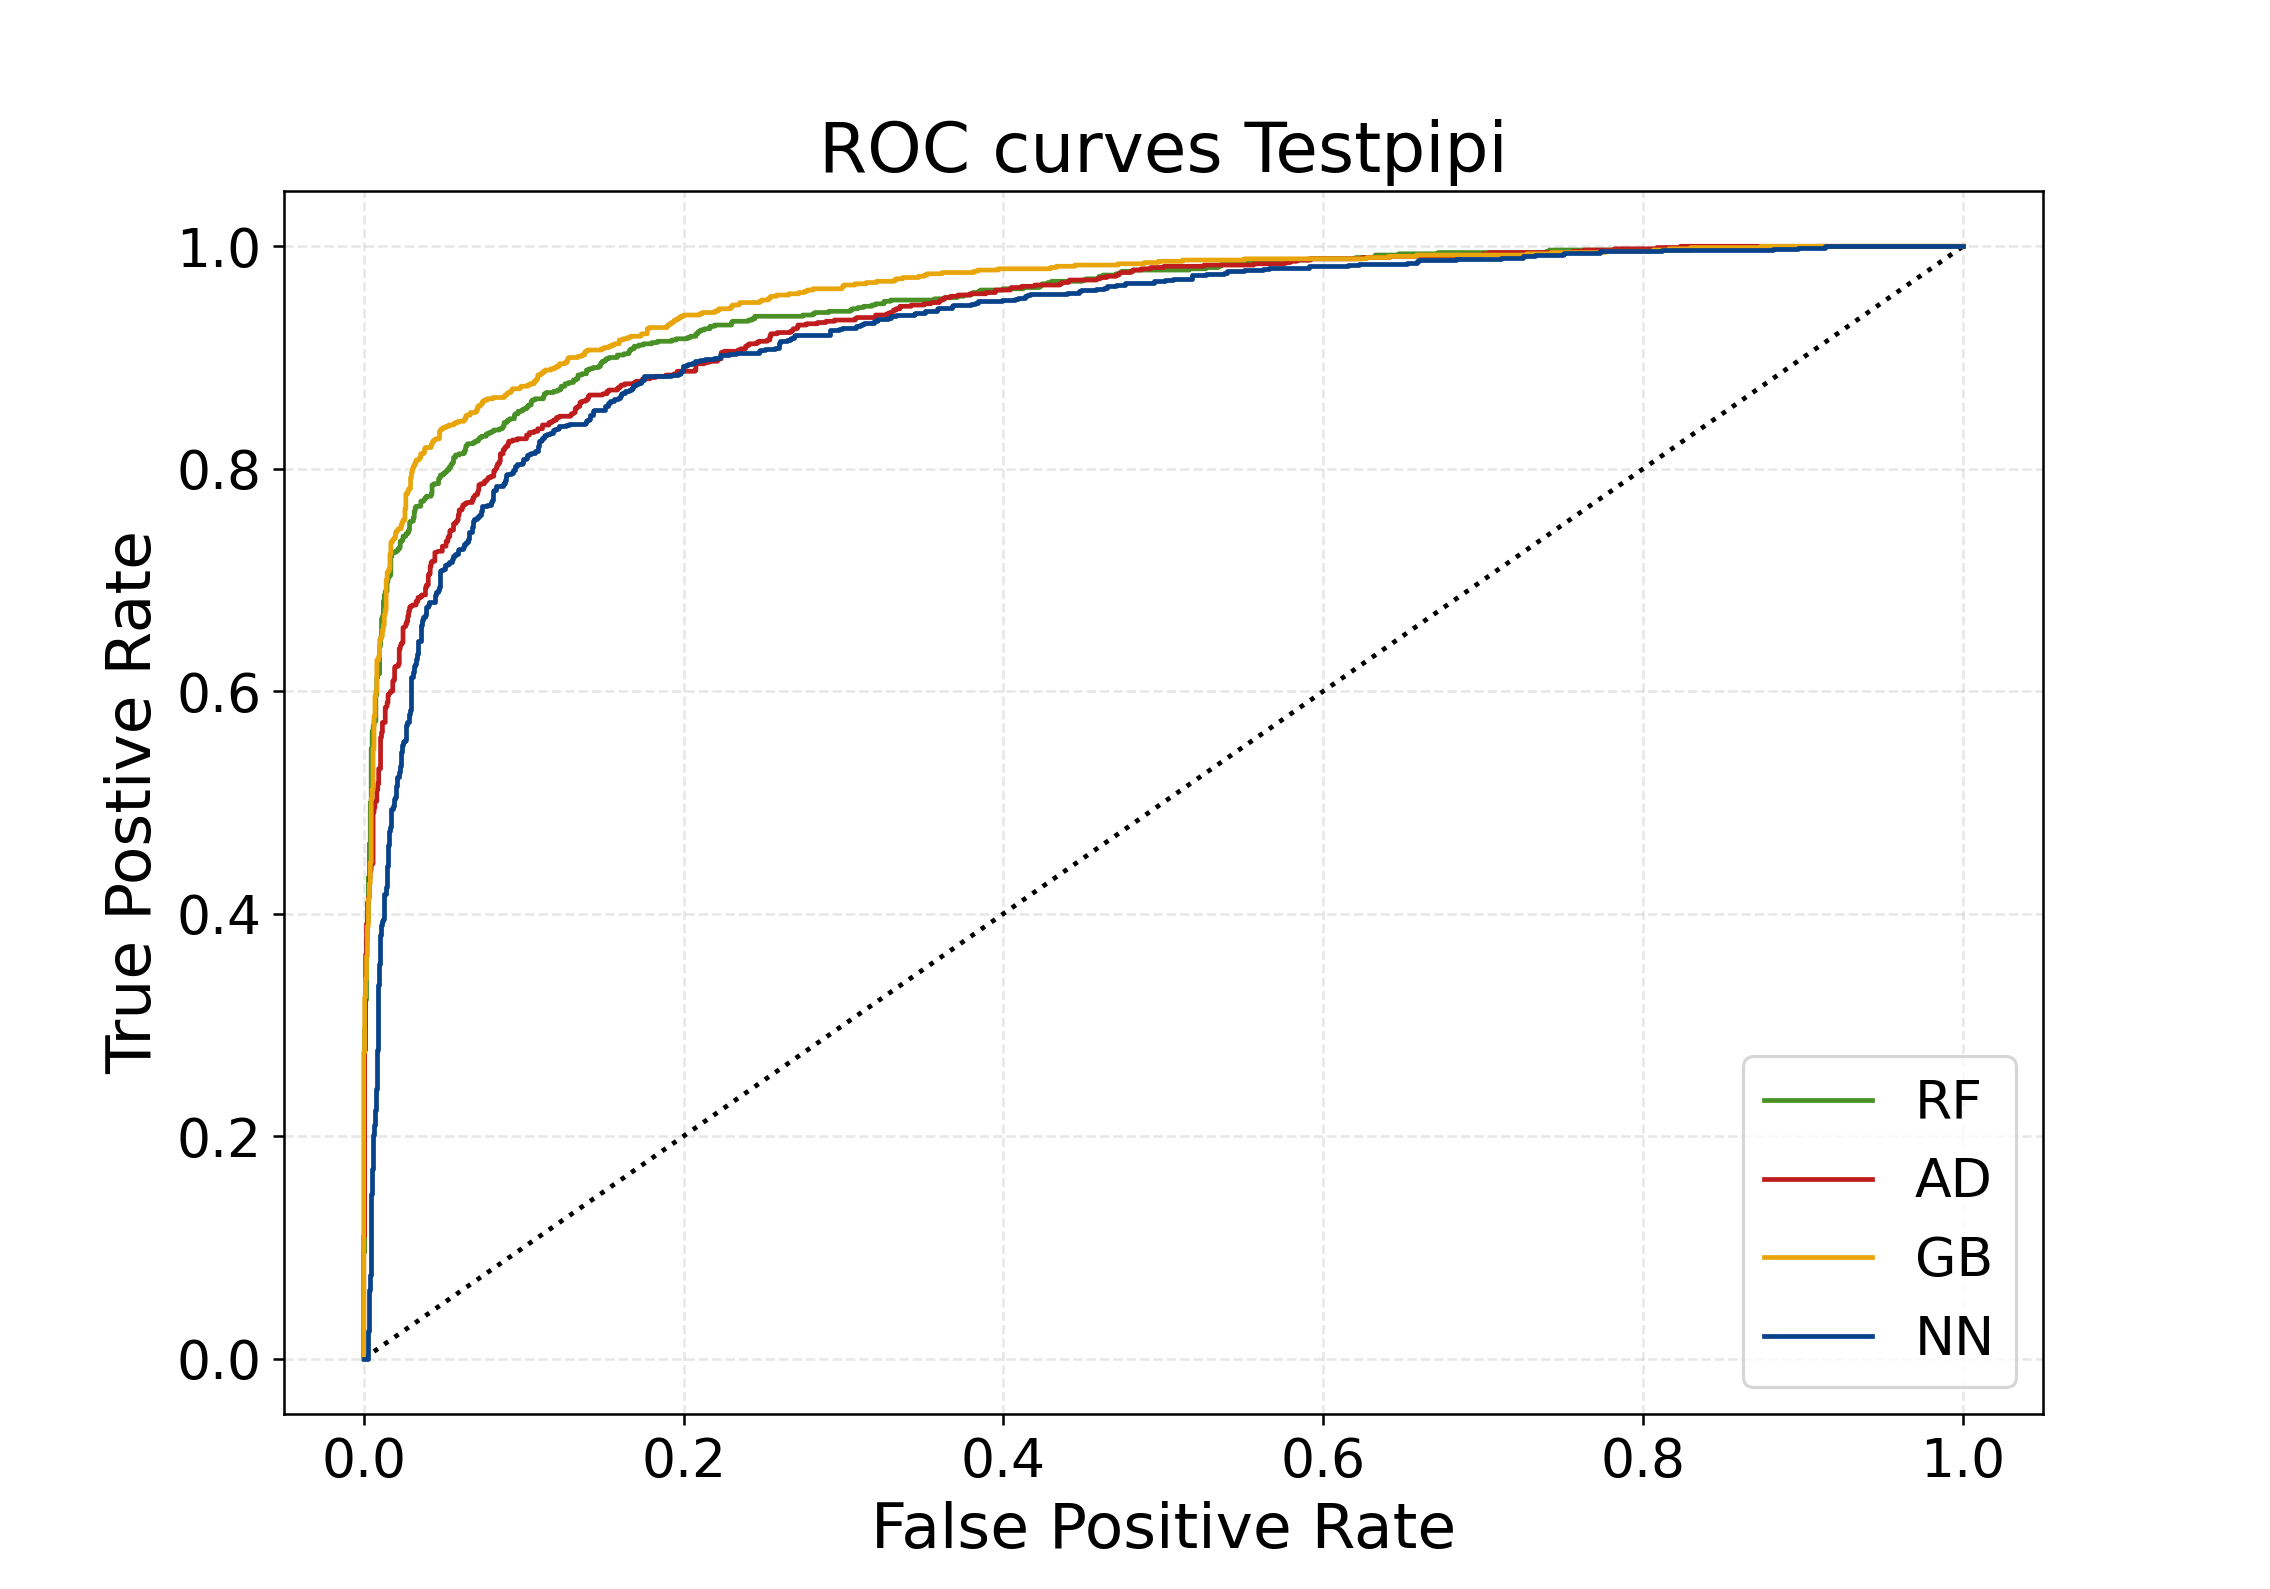 ROC curves Testpipi
True Postive Rate
1.0
0.8
0.6
0.4
0.2
0.0
RF
AD
GB
NN
0.0 0.2 0.4 0.6 0.8 1.0
False Positive Rate